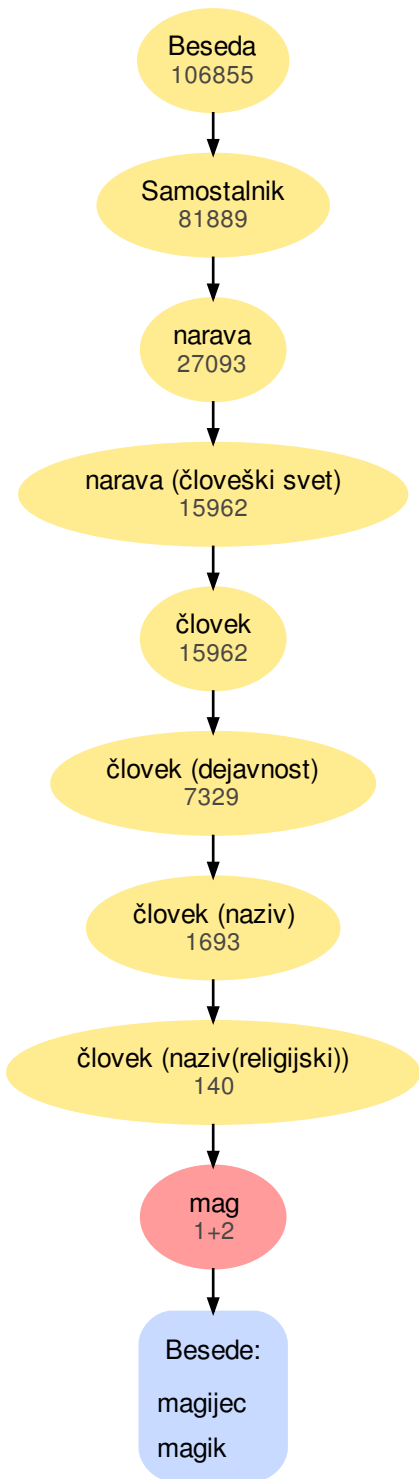 Beseda
106855
Samostalnik
81889
narava
27093
narava (človeški svet)
15962
človek
15962
človek (dejavnost)
7329
človek (naziv)
1693
človek (naziv(religijski))
140
mag
1+2
Besede:
magijec
magik